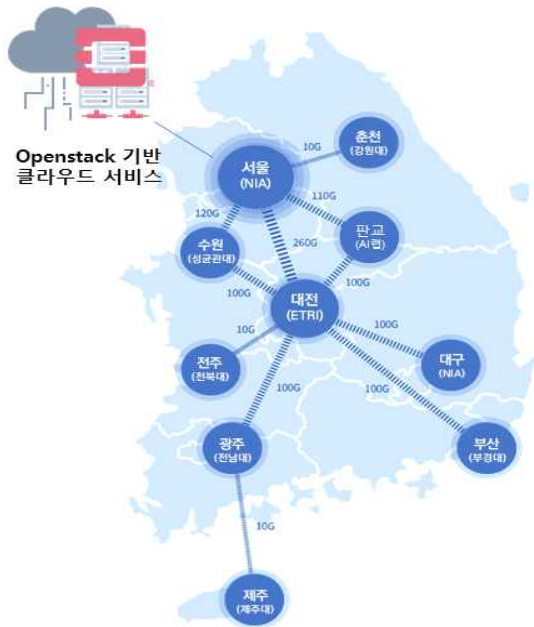 Openstack 기반
클라우드 서비스
서울
(NIA)
10G
춘천
(강원대)
120G
110G
260G
수원
(성균관대)
판교
(AI랩)
100G
100G
대전
(ETRI)
10G
100G
전주
(전북대)
대구
(NIA)
100G
100G
광주
(전남대)
부산
(부경대)
10G
제주
(제주대)